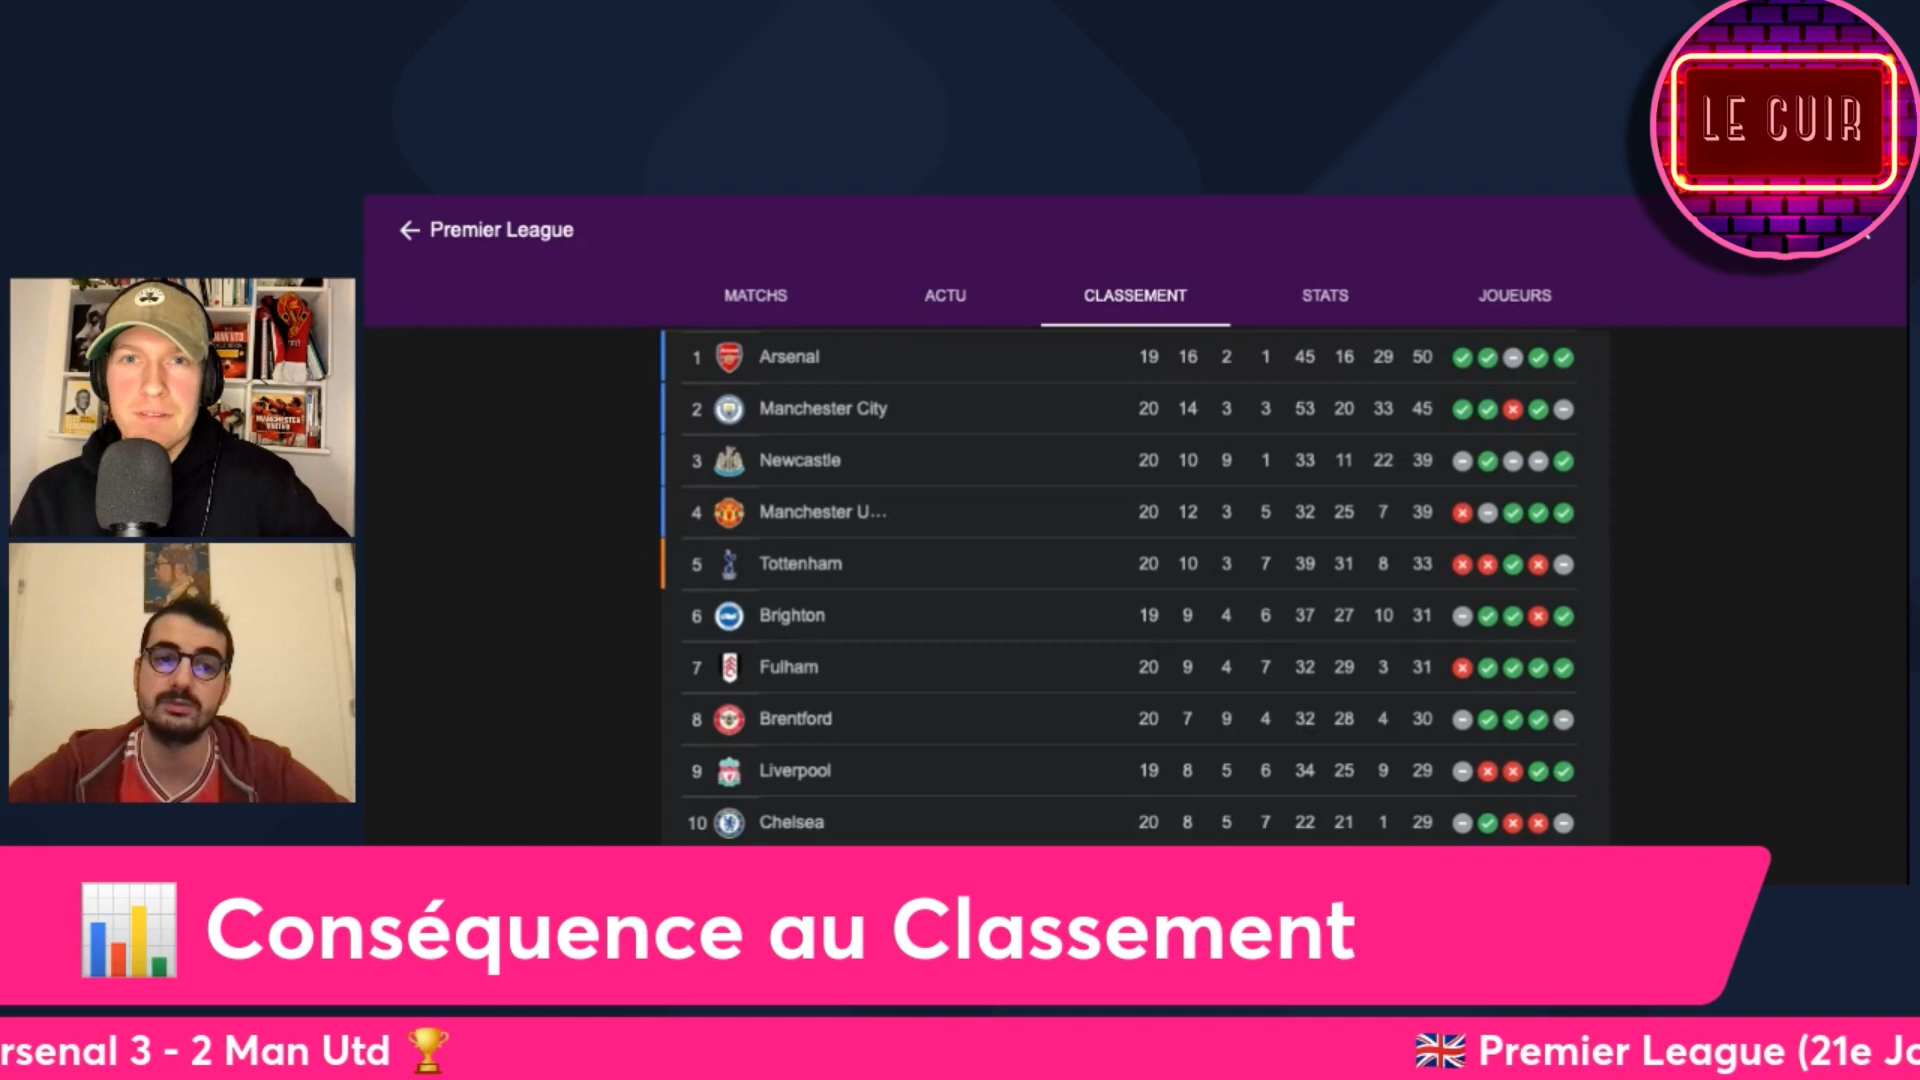 LE CUIR
Premier League
MATCHS ACTU CLASSEMENT STATS JOUEURS
1 Arsenal 19 16 2 1 45 16 29 50
2 Manchester City 20 14 3 3 53 20 33 45
3 Newcastle 20 10 9 1 33 11 22 39
4 Manchester U... 20 12 3 5 32 25 7 39
5 Tottenham 20 10 3 7 39 31 8 33
6 Brighton 19 9 4 6 37 27 10 31
7 Fulham 20 9 4 7 32 29 3 31
8 Brentford 20 7 9 4 32 28 4 30
9 Liverpool 19 8 5 6 34 25 9 29
10 Chelsea 20 8 5 7 22 21 1 29
MAN UTD
MANCHESTER UNITED
Conséquence au Classement
rsenal 3 - 2 Man Utd Premier League (21e Jo